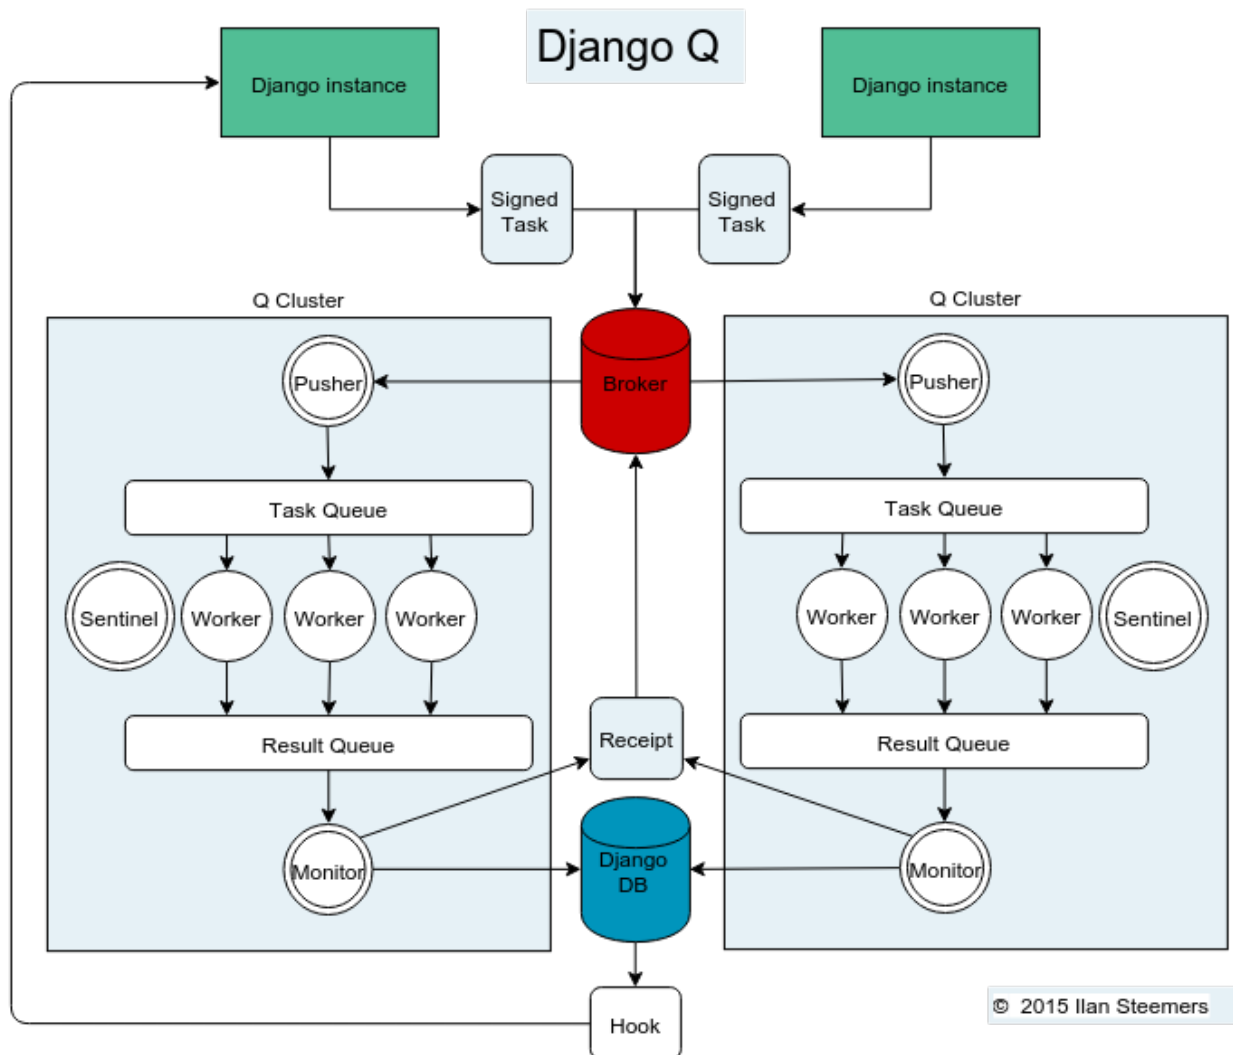 Django Q
Django instance
Django instance
Signed
Task
Signed
Task
Q Cluster
Q Cluster
Pusher
Broker
Pusher
Task Queue
Task Queue
Sentinel
Worker
Worker
Worker
Worker
Worker
Worker
Sentinel
Result Queue
Receipt
Result Queue
Monitor
Django
DB
Monitor
Hook
© 2015 Ilan Steemers